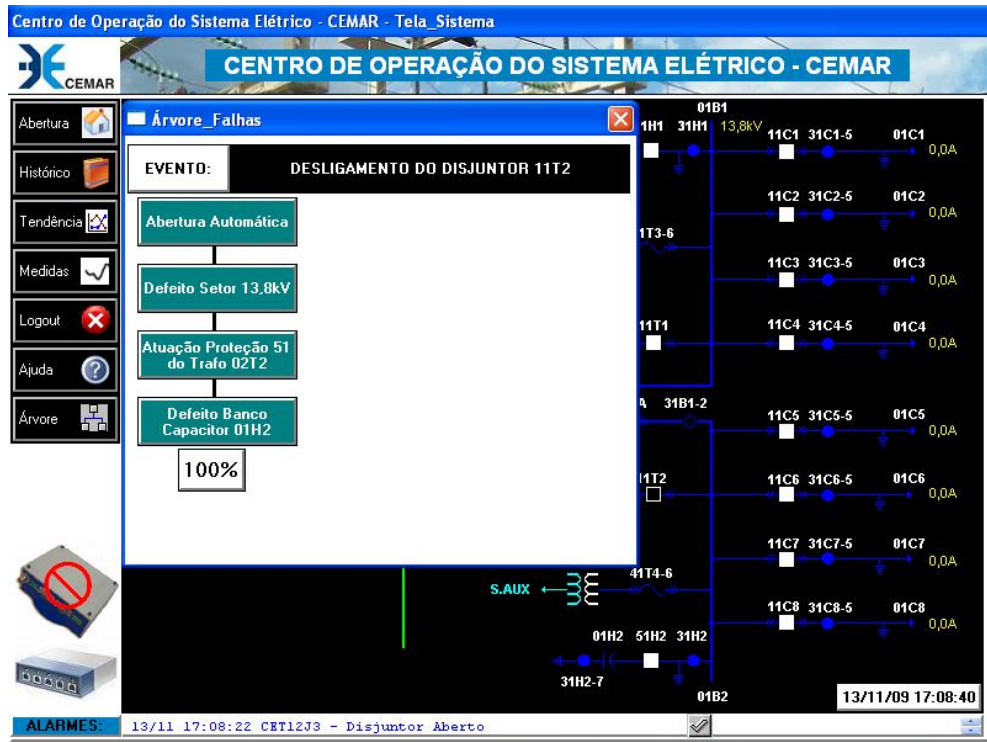 Centro de Operação do Sistema Elétrico - CEMAR - Tela_Sistema
CEMAR
CENTRO DE OPERAÇÃO DO SISTEMA ELÉTRICO - CEMAR
Abertura
Histórico
Tendência
Medidas
Logout
Ajuda
Árvore
Árvore_Falhas
EVENTO: DESLIGAMENTO DO DISJUNTOR 11T2
Abertura Automática
Defeito Setor 13,8kV
Atuação Proteção 51
do Trafo 02T2
Defeito Banco
Capacitor 01H2
100%
01B1
1H1 31H1 13,8kV
11C1 31C1-5 01C1
0,0A
11C2 31C2-5 01C2
0,0A
1T3-6
11C3 31C3-5 01C3
0,0A
11T1
11C4 31C4-5 01C4
0,0A
A 31B1-2
11C5 31C5-5 01C5
0,0A
11T2
11C6 31C6-5 01C6
0,0A
11C7 31C7-5 01C7
0,0A
S.AUX
41T4-6
11C8 31C8-5 01C8
0,0A
01H2 51H2 31H2
31H2-7
01B2
13/11/09 17:08:40
ALARMES: 13/11 17:08:22 CET12J3 - Disjuntor Aberto